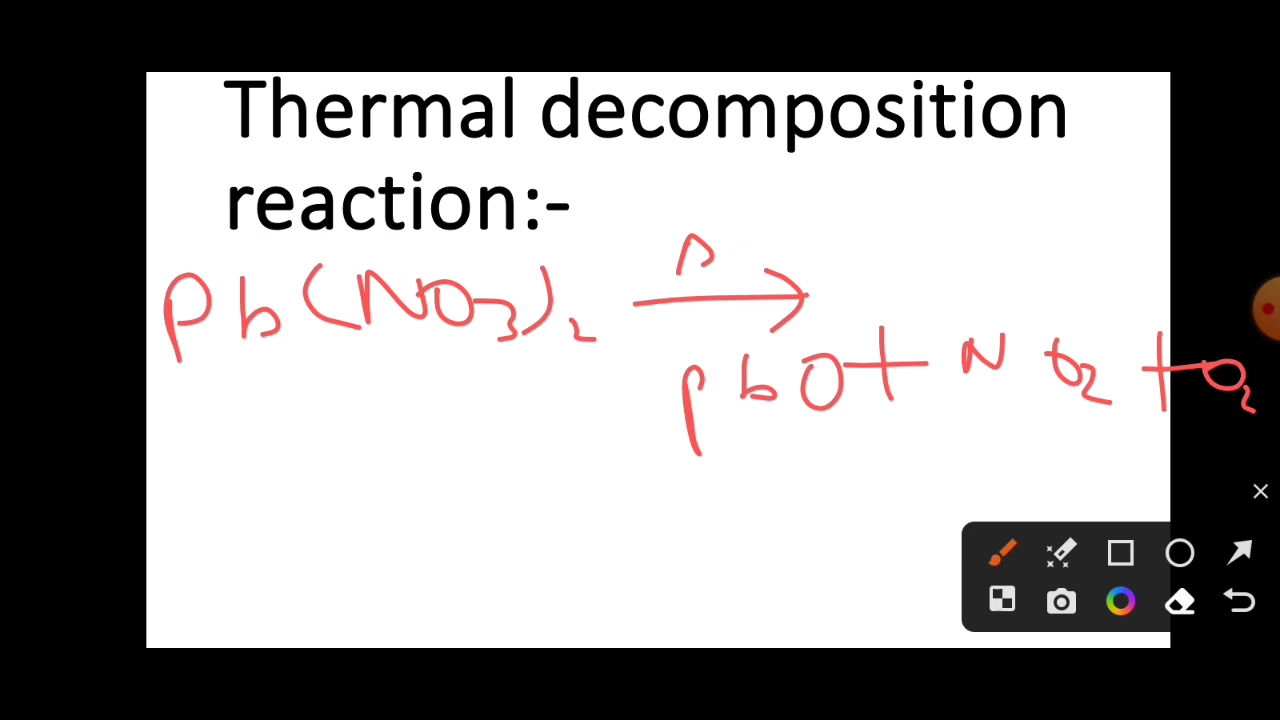 Thermal decomposition
reaction:-
Pb(NO3)2 Δ→
pbO+ NO2 +O2